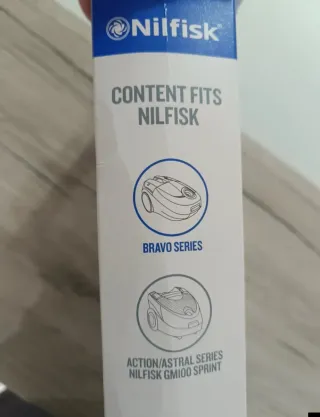 Nilfisk
CONTENT FITS
NILFISK
BRAVO SERIES
ACTION/ASTRAL SERIES
NILFISK GM100 SPRINT